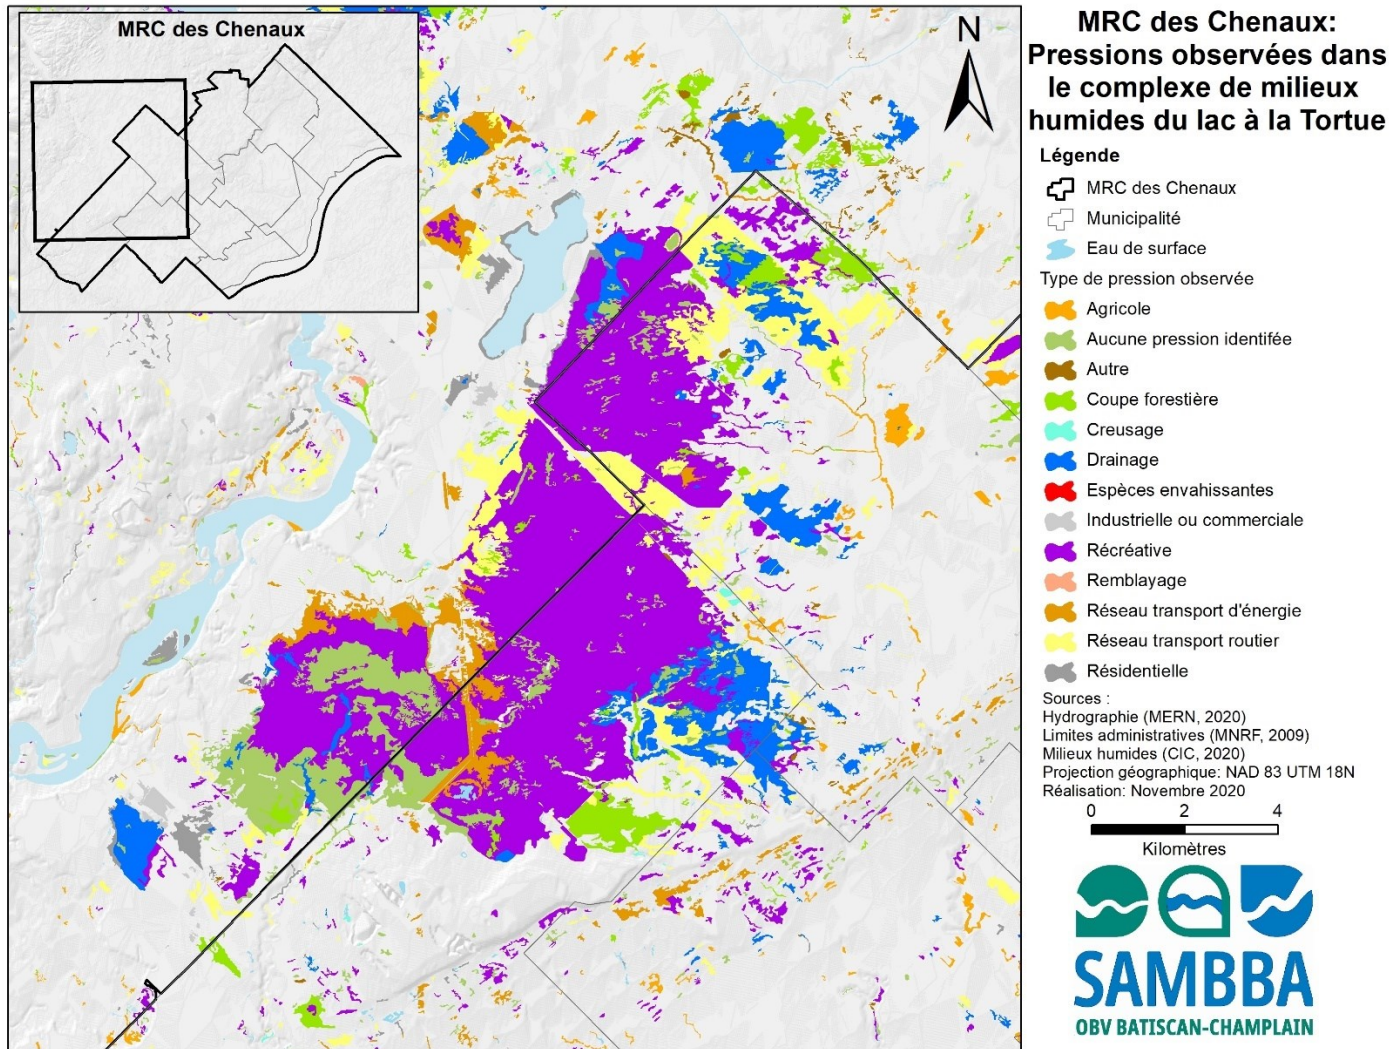 MRC des Chenaux
N
MRC des Chenaux:
Pressions observées dans
le complexe de milieux
humides du lac à la Tortue
Légende
MRC des Chenaux
Municipalité
Eau de surface
Type de pression observée
Agricole
Aucune pression identifée
Autre
Coupe forestière
Creusage
Drainage
Espèces envahissantes
Industrielle ou commerciale
Récréative
Remblayage
Réseau transport d'énergie
Réseau transport routier
Résidentielle
Sources :
Hydrographie (MERN, 2020)
Limites administratives (MNRF, 2009)
Milieux humides (CIC, 2020)
Projection géographique: NAD 83 UTM 18N
Réalisation: Novembre 2020
0 2 4
Kilomètres
SAMBBA
OBV BATISCAN-CHAMPLAIN